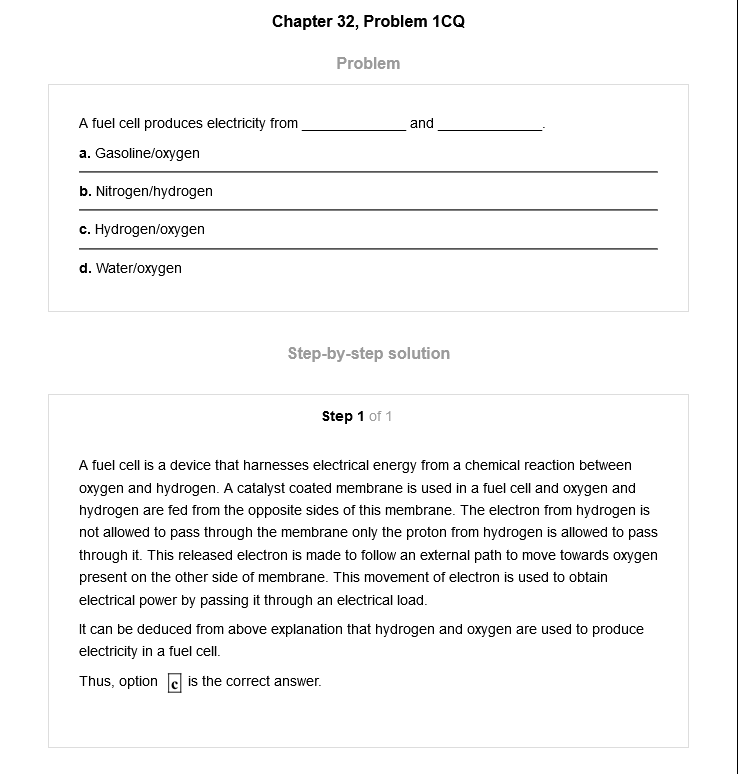 Chapter 32, Problem 1CQ
Problem
A fuel cell produces electricity from _____________ and _____________.
a. Gasoline/oxygen
b. Nitrogen/hydrogen
c. Hydrogen/oxygen
d. Water/oxygen
Step-by-step solution
Step 1 of 1
A fuel cell is a device that harnesses electrical energy from a chemical reaction between
oxygen and hydrogen. A catalyst coated membrane is used in a fuel cell and oxygen and
hydrogen are fed from the opposite sides of this membrane. The electron from hydrogen is
not allowed to pass through the membrane only the proton from hydrogen is allowed to pass
through it. This released electron is made to follow an external path to move towards oxygen
present on the other side of membrane. This movement of electron is used to obtain
electrical power by passing it through an electrical load.
It can be deduced from above explanation that hydrogen and oxygen are used to produce
electricity in a fuel cell.
Thus, option c is the correct answer.